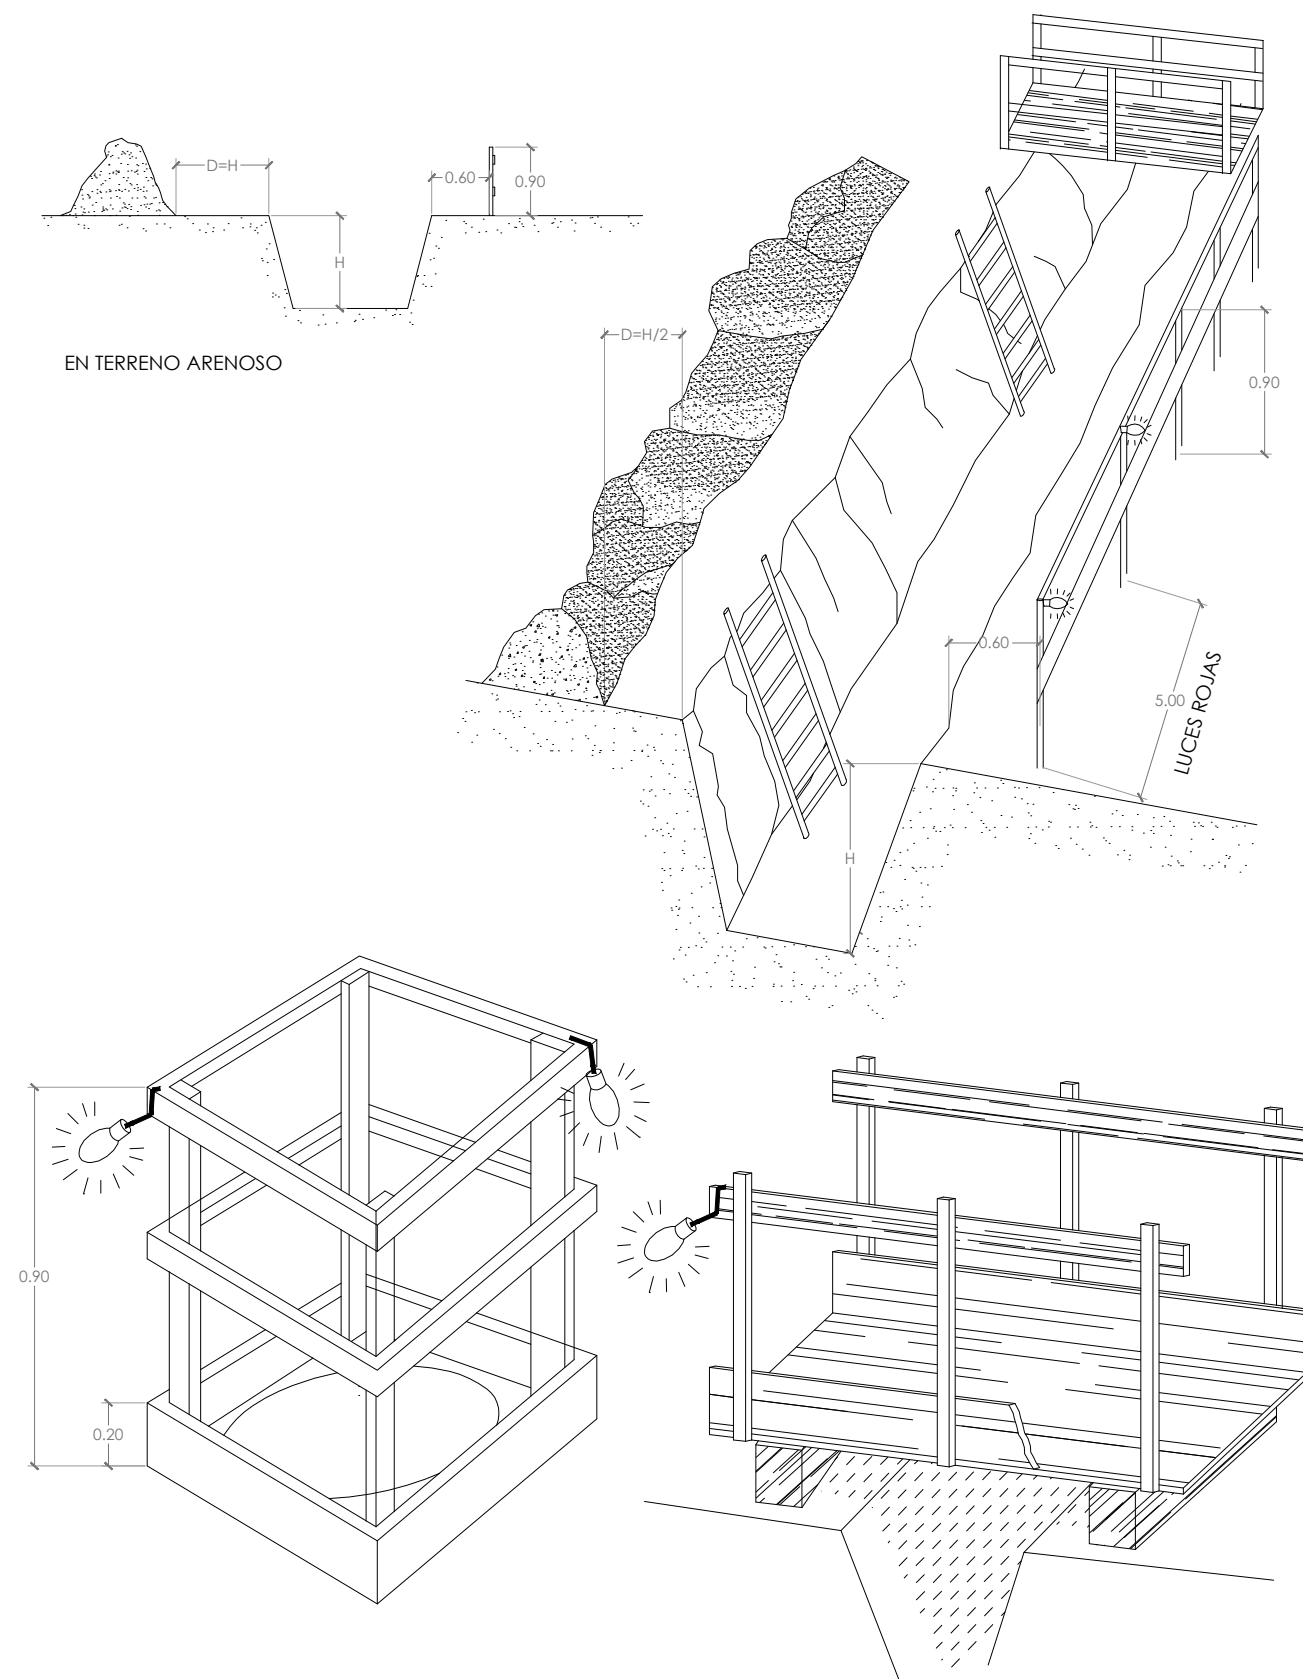 D=H
0.60
0.90
H
EN TERRENO ARENOSO
D=H/2
0.90
0.60
5.00
LUCES ROJAS
H
0.90
0.20